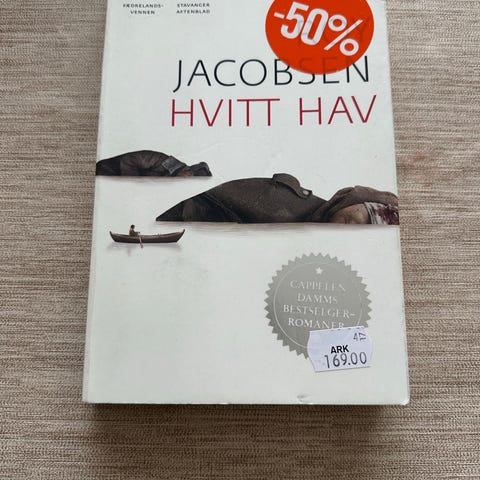 FÆDRELANDS-
VENNEN
STAVANGER
AFTENBLAD
-50%
JACOBSEN
HVITT HAV
CAPPELEN
DAMMS
BESTSELGER-
ROMANER
ARK
169.00